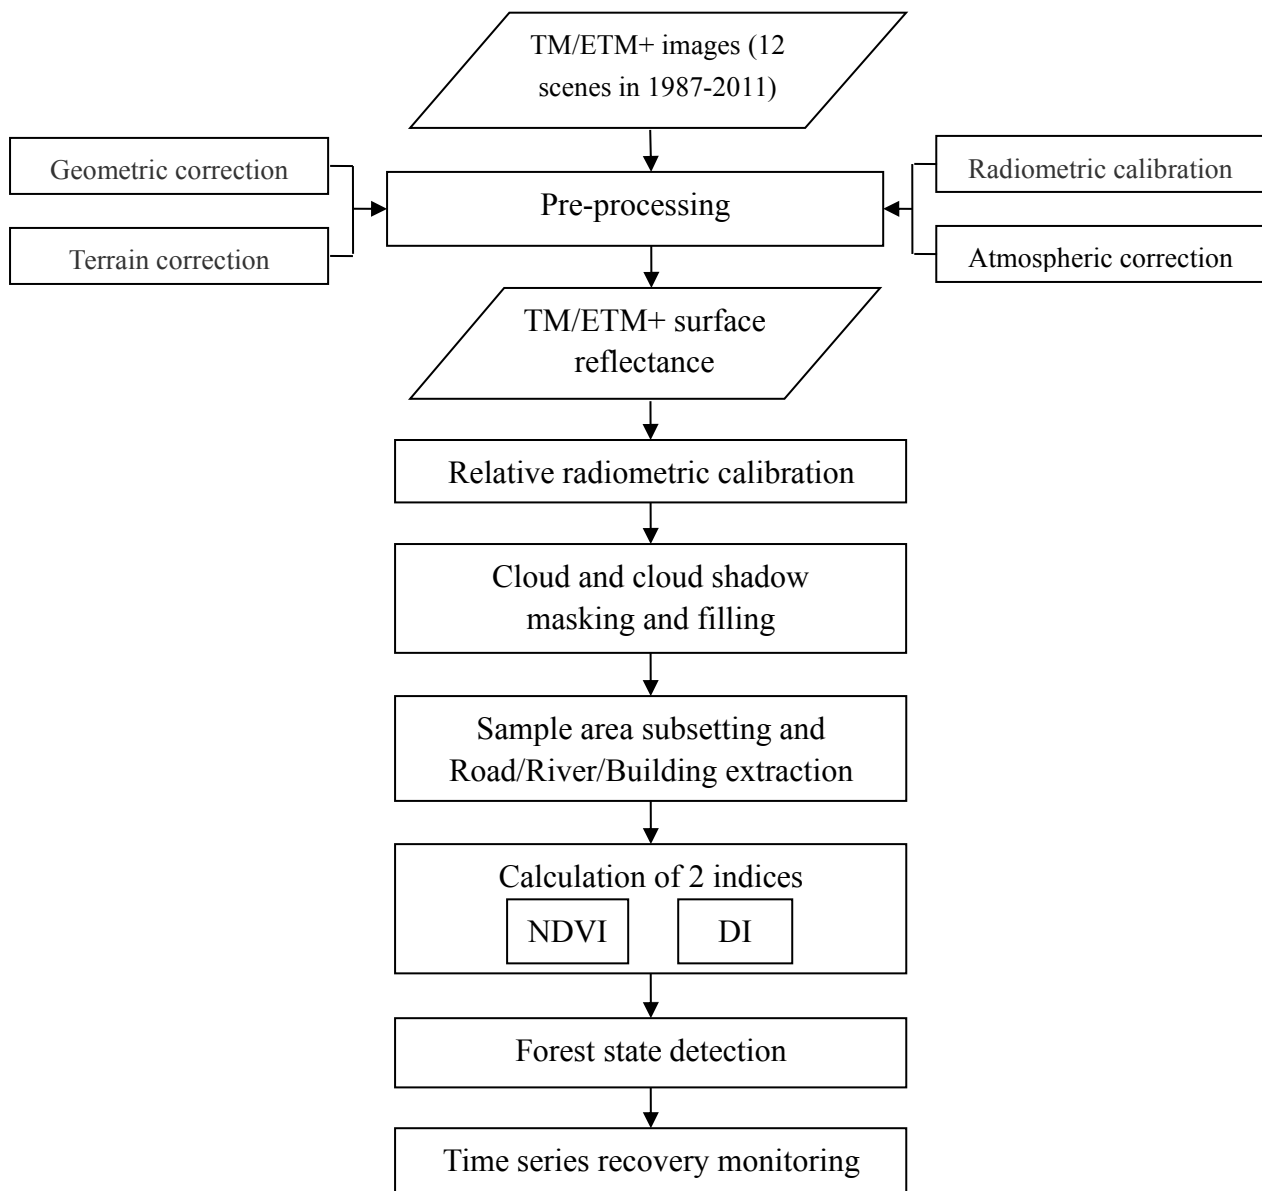 TM/ETM+ images (12
scenes in 1987-2011)
Geometric correction
Radiometric calibration
Pre-processing
Terrain correction
Atmospheric correction
TM/ETM+ surface
reflectance
Relative radiometric calibration
Cloud and cloud shadow
masking and filling
Sample area subsetting and
Road/River/Building extraction
Calculation of 2 indices
NDVI
DI
Forest state detection
Time series recovery monitoring